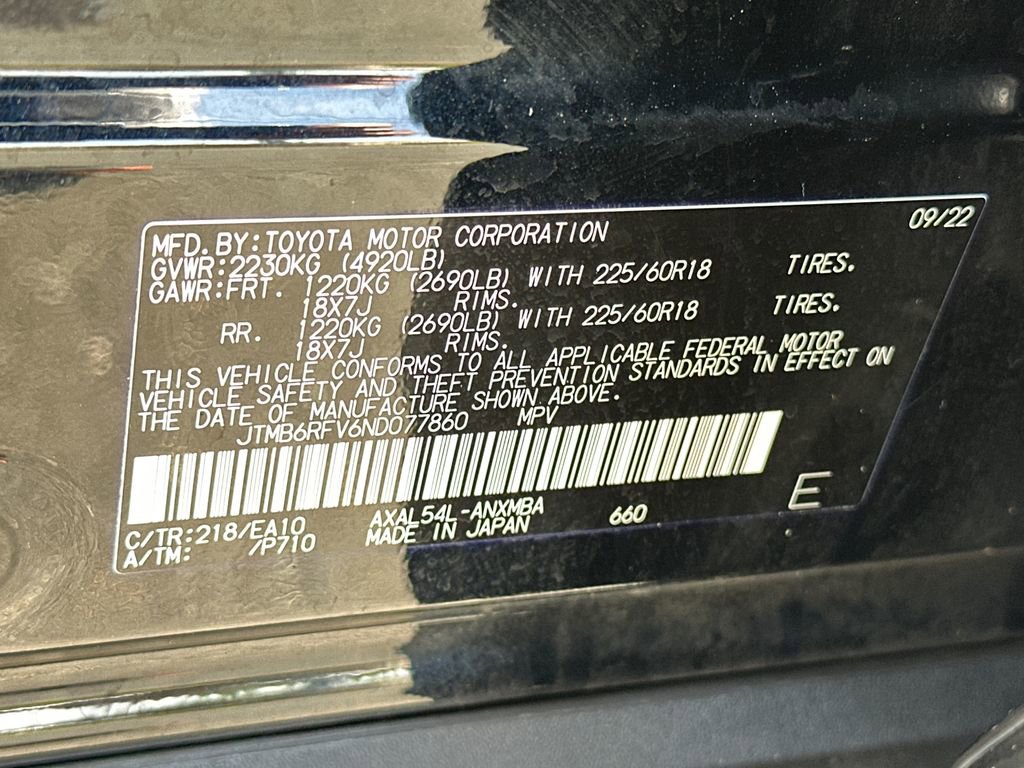 09/22
MFD. BY: TOYOTA MOTOR CORPORATION
GVWR: 2230KG (4920LB)
GAWR: FRT. 1220KG (2690LB) WITH 225/60R18 TIRES.
18X7J RIMS.
RR. 1220KG (2690LB) WITH 225/60R18 TIRES.
18X7J RIMS.
THIS VEHICLE CONFORMS TO ALL APPLICABLE FEDERAL MOTOR
VEHICLE SAFETY AND THEFT PREVENTION STANDARDS IN EFFECT ON
THE DATE OF MANUFACTURE SHOWN ABOVE.
JTMB6RFV6ND077860 MPV
E
C/TR: 218/EA10 AXAL54L-ANXMBA 660
A/TM: /P710 MADE IN JAPAN